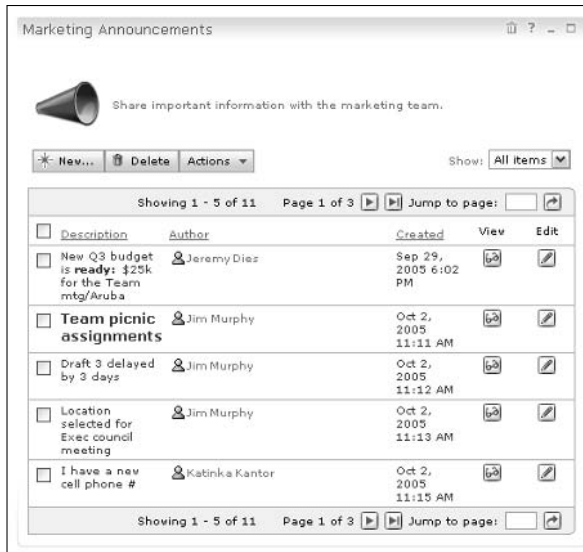 Marketing Announcements ?
Share important information with the marketing team.
New... Delete Actions Show: All items
Showing 1 - 5 of 11 Page 1 of 3 Jump to page:
Description Author Created View Edit
New Q3 budget Jeremy Dies Sep 29,
is ready: $25k 2005 6:02
for the Team PM
mtg/Aruba
Team picnic Jim Murphy Oct 2,
assignments 2005
11:11 AM
Draft 3 delayed Jim Murphy Oct 2,
by 3 days 2005
11:12 AM
Location Jim Murphy Oct 2,
selected for 2005
Exec council 11:13 AM
meeting
I have a new Katinka Kantor Oct 2,
cell phone # 2005
11:15 AM
Showing 1 - 5 of 11 Page 1 of 3 Jump to page: